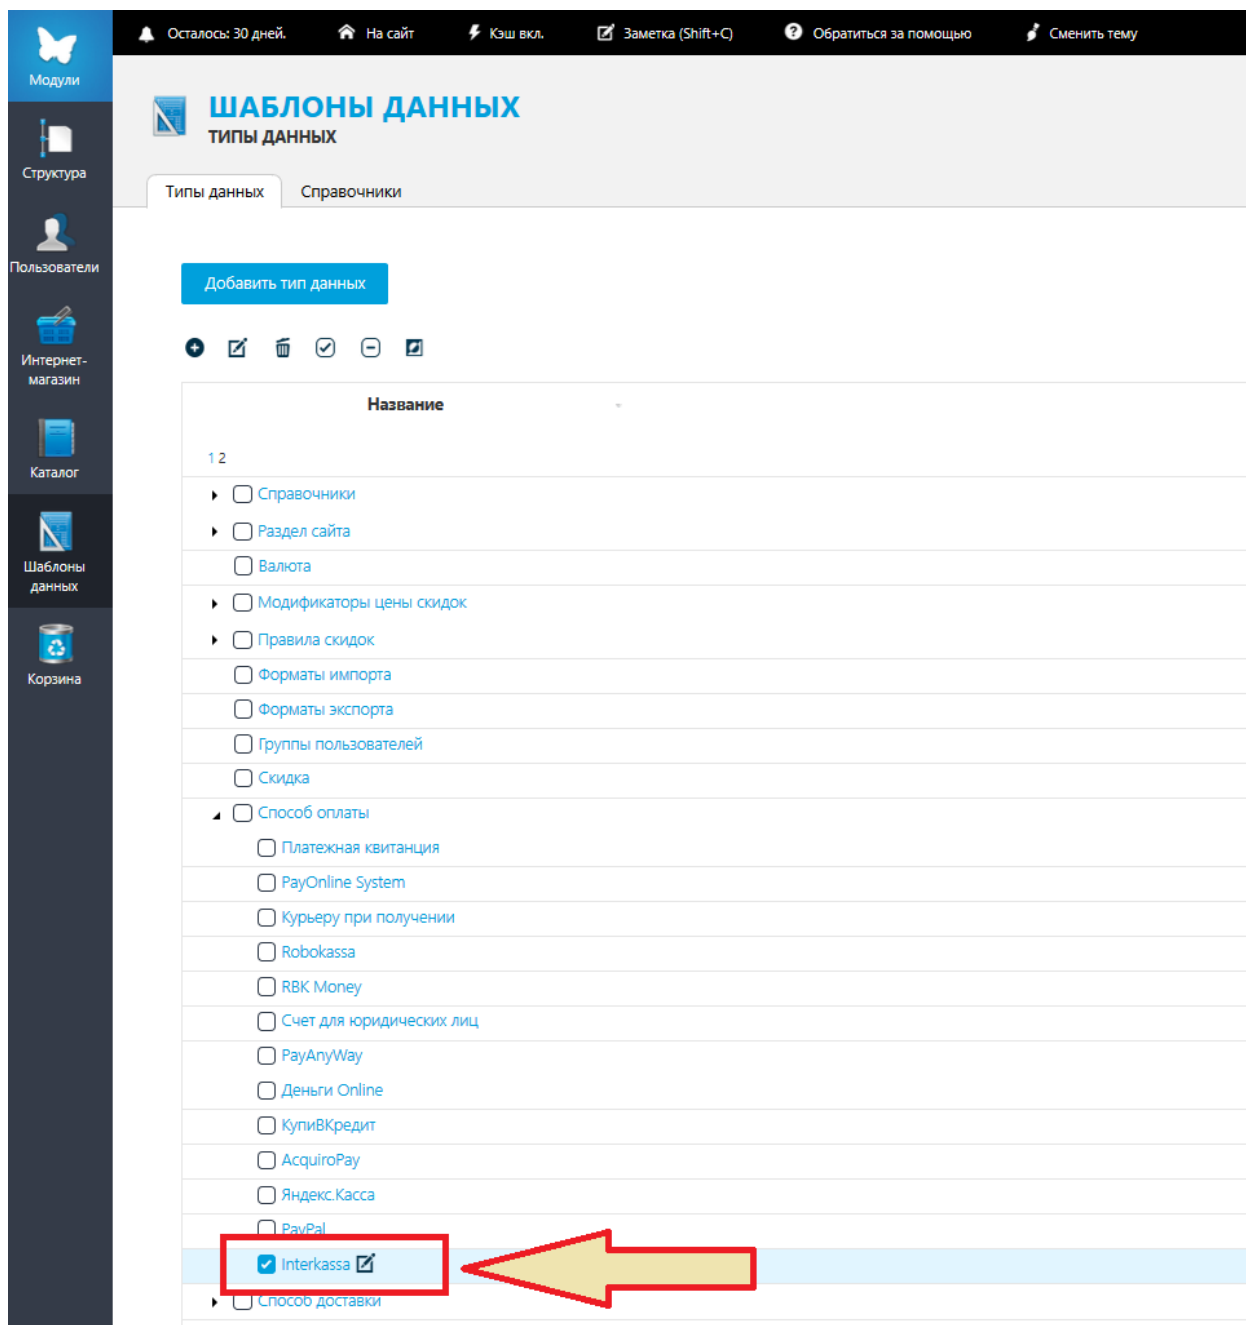 Осталось: 30 дней. На сайт Кэш вкл. Заметка (Shift+C) Обратиться за помощью Сменить тему
Модули
Структура
Пользователи
Интернет-
магазин
Каталог
Шаблоны
данных
Корзина
ШАБЛОНЫ ДАННЫХ
ТИПЫ ДАННЫХ
Типы данных Справочники
Добавить тип данных
Название
1 2
Справочники
Раздел сайта
Валюта
Модификаторы цены скидок
Правила скидок
Форматы импорта
Форматы экспорта
Группы пользователей
Скидка
Способ оплаты
Платежная квитанция
PayOnline System
Курьеру при получении
Robokassa
RBK Money
Счет для юридических лиц
PayAnyWay
Деньги Online
КупиВКредит
AcquiroPay
Яндекс.Касса
PayPal
Interkassa
Способ доставки